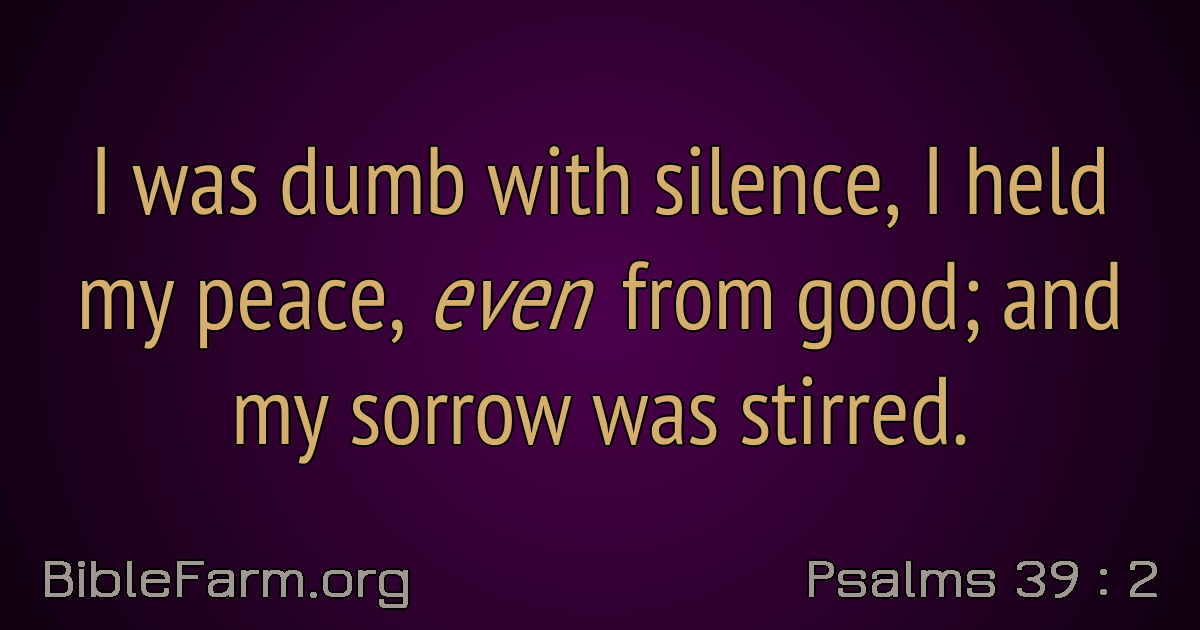 I was dumb with silence, I held
my peace, even from good; and
my sorrow was stirred.
BibleFarm.org
Psalms 39 : 2